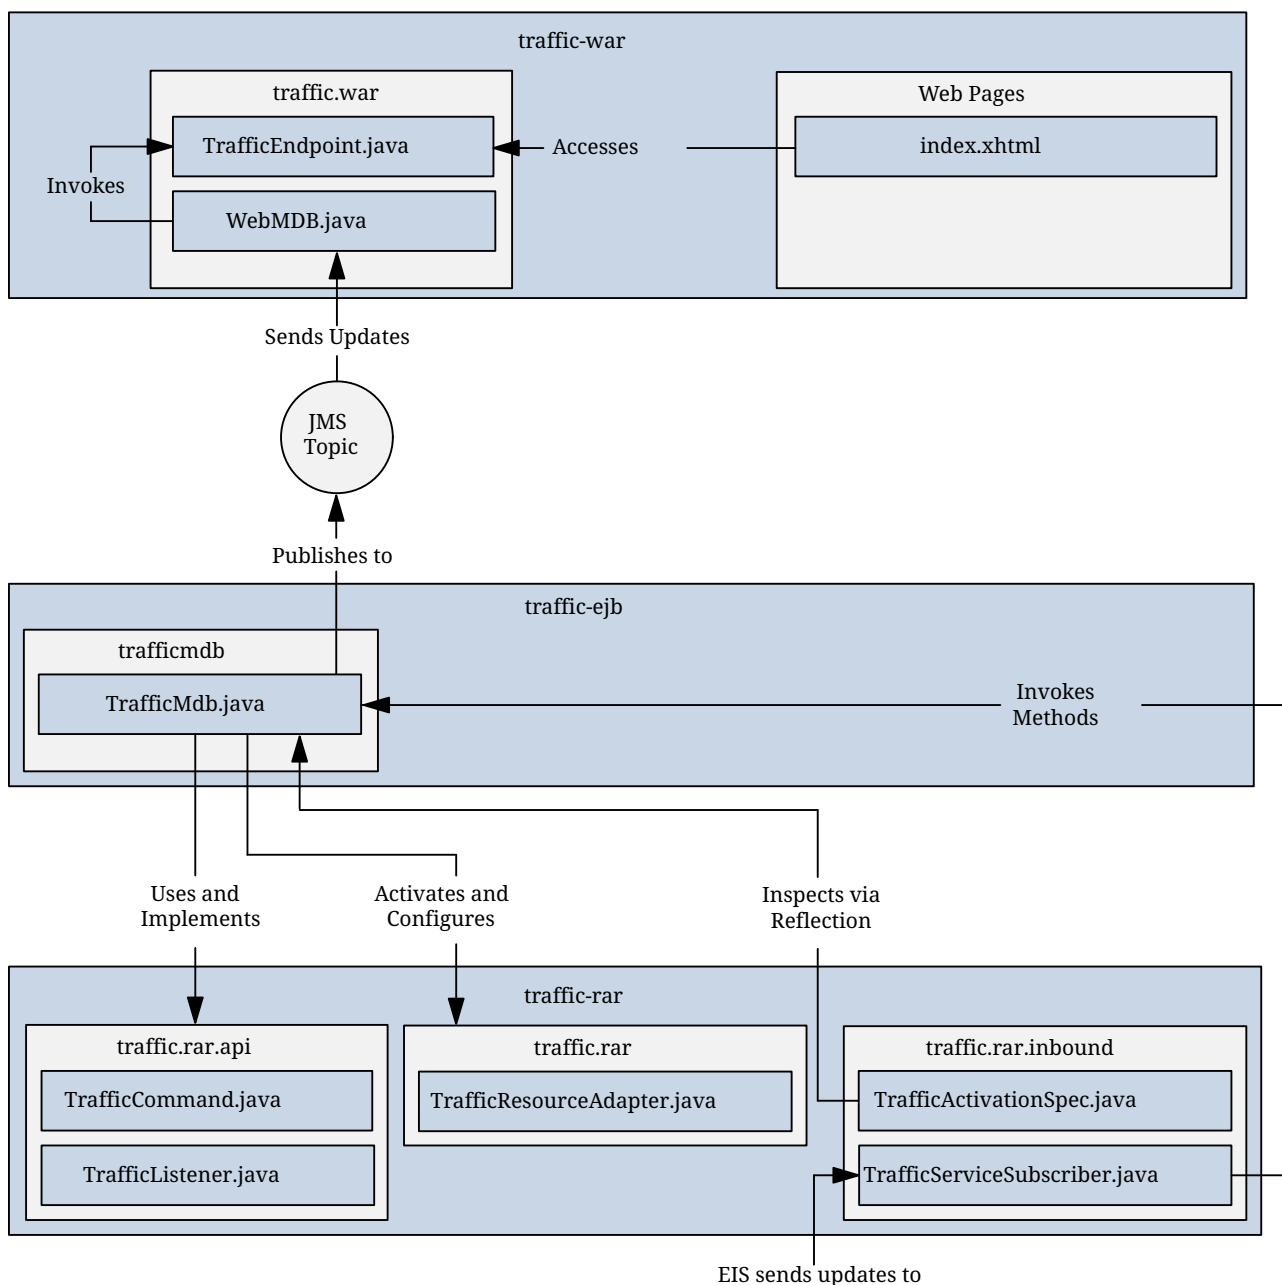 traffic-war
traffic.war
Web Pages
TrafficEndpoint.java
Accesses
index.xhtml
Invokes
WebMDB.java
Sends Updates
JMS
Topic
Publishes to
traffic-ejb
trafficmdb
TrafficMdb.java
Invokes
Methods
Uses and
Implements
Activates and
Configures
Inspects via
Reflection
traffic-rar
traffic.rar.api
traffic.rar
traffic.rar.inbound
TrafficCommand.java
TrafficResourceAdapter.java
TrafficActivationSpec.java
TrafficListener.java
TrafficServiceSubscriber.java
EIS sends updates to